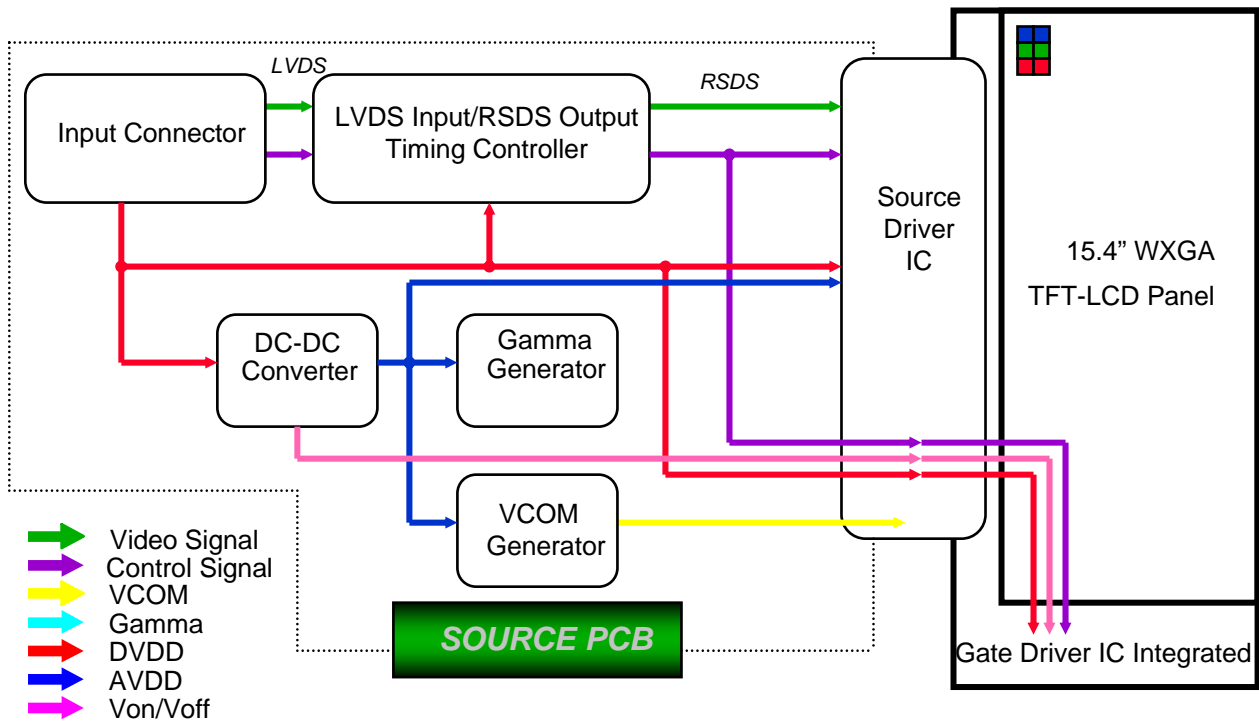 LVDS
RSDS
Input Connector
LVDS Input/RSDS Output
Timing Controller
Source
Driver
IC
15.4” WXGA
TFT-LCD Panel
DC-DC
Converter
Gamma
Generator
VCOM
Generator
Video Signal
Control Signal
VCOM
Gamma
DVDD
AVDD
Von/Voff
SOURCE PCB
Gate Driver IC Integrated